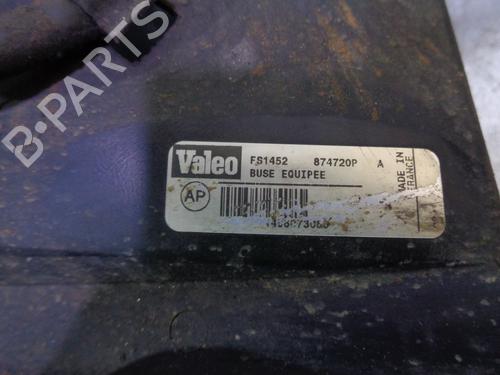 Valeo
FS1452 874720P A
BUSE EQUIPEE
AP
MADE IN
FRANCE
B-PARTS